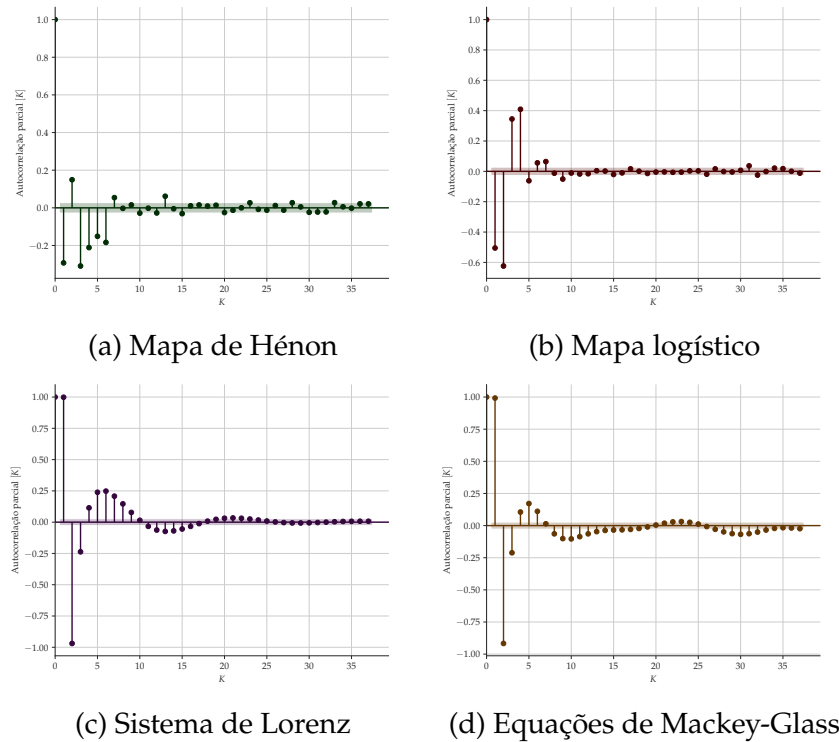 Autocorrelação parcial [K]
1.0
0.8
0.6
0.4
0.2
0.0
−0.2
0 5 10 15 20 25 30 35
K
(a) Mapa de Hénon
Autocorrelação parcial [K]
1.0
0.8
0.6
0.4
0.2
0.0
−0.2
−0.4
−0.6
0 5 10 15 20 25 30 35
K
(b) Mapa logístico
Autocorrelação parcial [K]
1.00
0.75
0.50
0.25
0.00
−0.25
−0.50
−0.75
−1.00
0 5 10 15 20 25 30 35
K
(c) Sistema de Lorenz
Autocorrelação parcial [K]
1.00
0.75
0.50
0.25
0.00
−0.25
−0.50
−0.75
−1.00
0 5 10 15 20 25 30 35
K
(d) Equações de Mackey-Glass